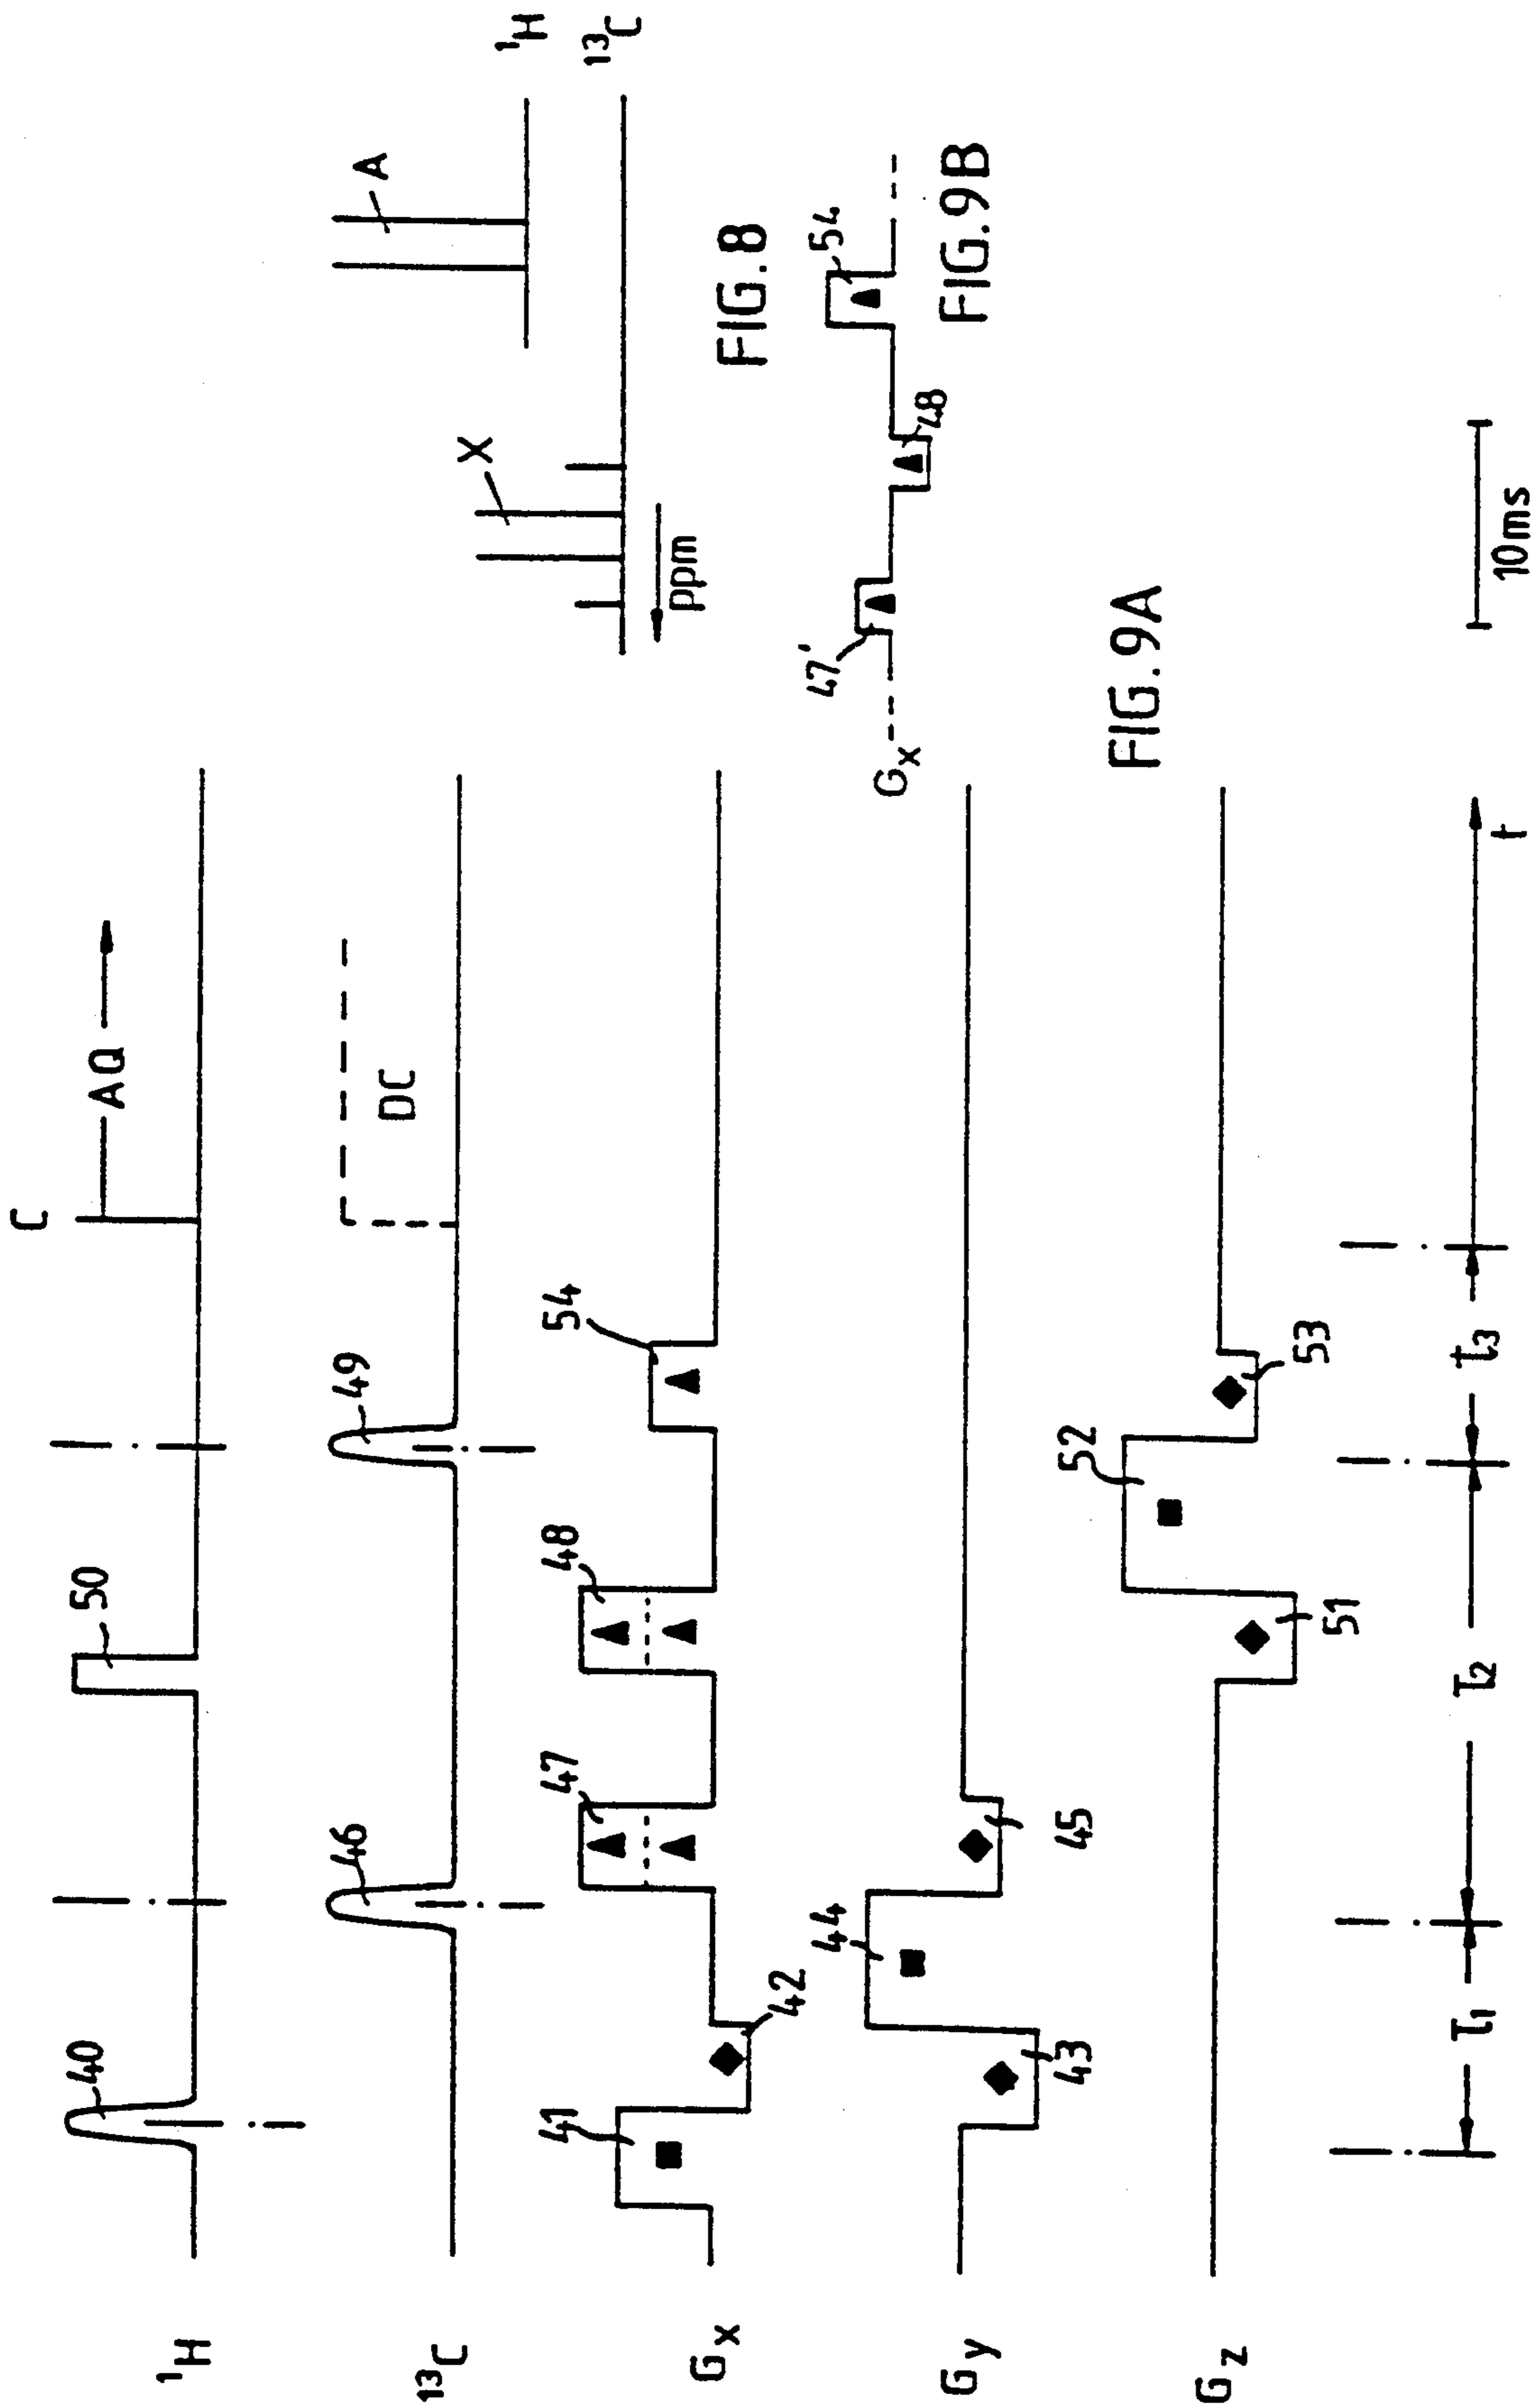 C
¹H 40 50 AQ
¹³C 46 49 DC
Gx 41 42 47 48 54
Gy 43 44 45
Gz 51 52 53
τ₁ τ₂ τ₃ t
FIG. 9A
10ms
A
¹H
X
¹³C
ppm
FIG. 8
Gx 47' 48 54
FIG. 9B